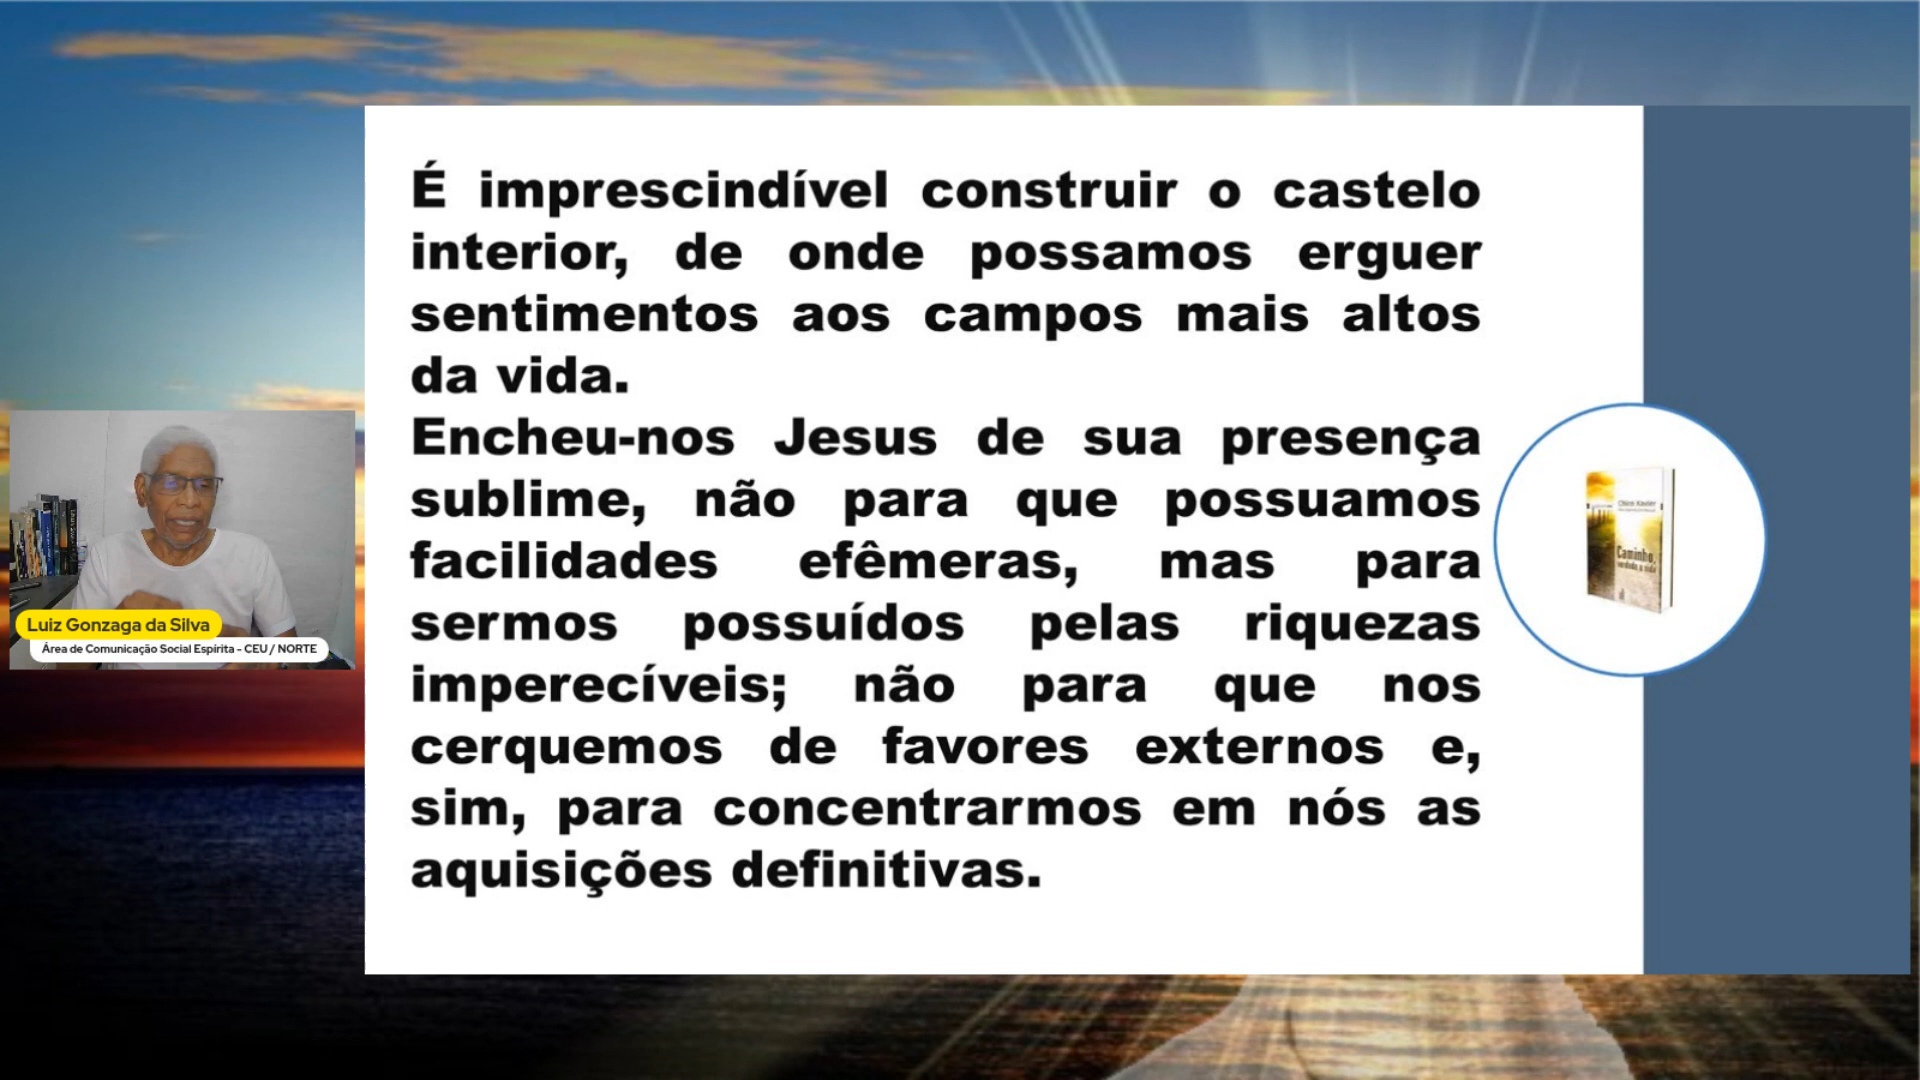 É imprescindível construir o castelo
interior, de onde possamos erguer
sentimentos aos campos mais altos
da vida.
Encheu-nos Jesus de sua presença
sublime, não para que possuamos
facilidades efêmeras, mas para
sermos possuídos pelas riquezas
imperecíveis; não para que nos
cerquemos de favores externos e,
sim, para concentrarmos em nós as
aquisições definitivas.
Chico Xavier
Caminho,
verdade e vida
Luiz Gonzaga da Silva
Área de Comunicação Social Espírita - CEU / NORTE